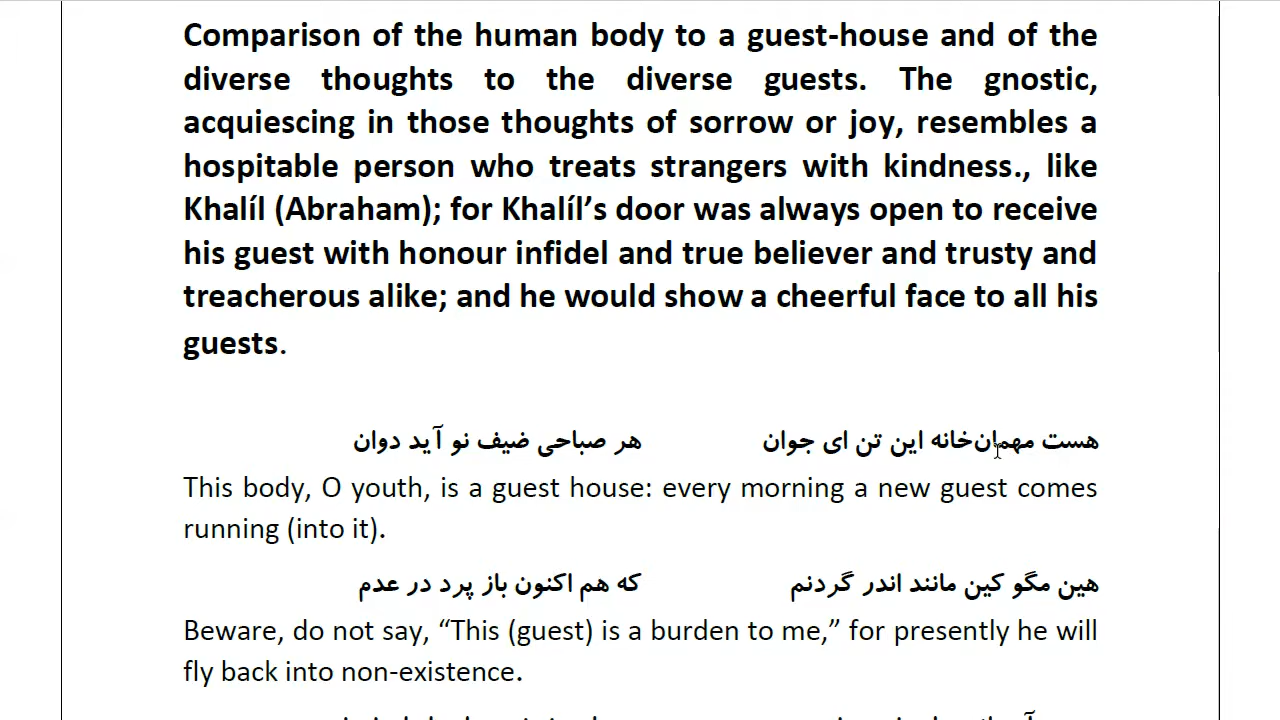 Comparison of the human body to a guest-house and of the
diverse thoughts to the diverse guests. The gnostic,
acquiescing in those thoughts of sorrow or joy, resembles a
hospitable person who treats strangers with kindness., like
Khalíl (Abraham); for Khalíl’s door was always open to receive
his guest with honour infidel and true believer and trusty and
treacherous alike; and he would show a cheerful face to all his
guests.
هست مهمان‌خانه این تن ای جوان هر صباحی ضیف نو آید دوان
This body, O youth, is a guest house: every morning a new guest comes
running (into it).
هین مگو کین مانند اندر گردنم که هم اکنون باز پرد در عدم
Beware, do not say, “This (guest) is a burden to me,” for presently he will
fly back into non-existence.